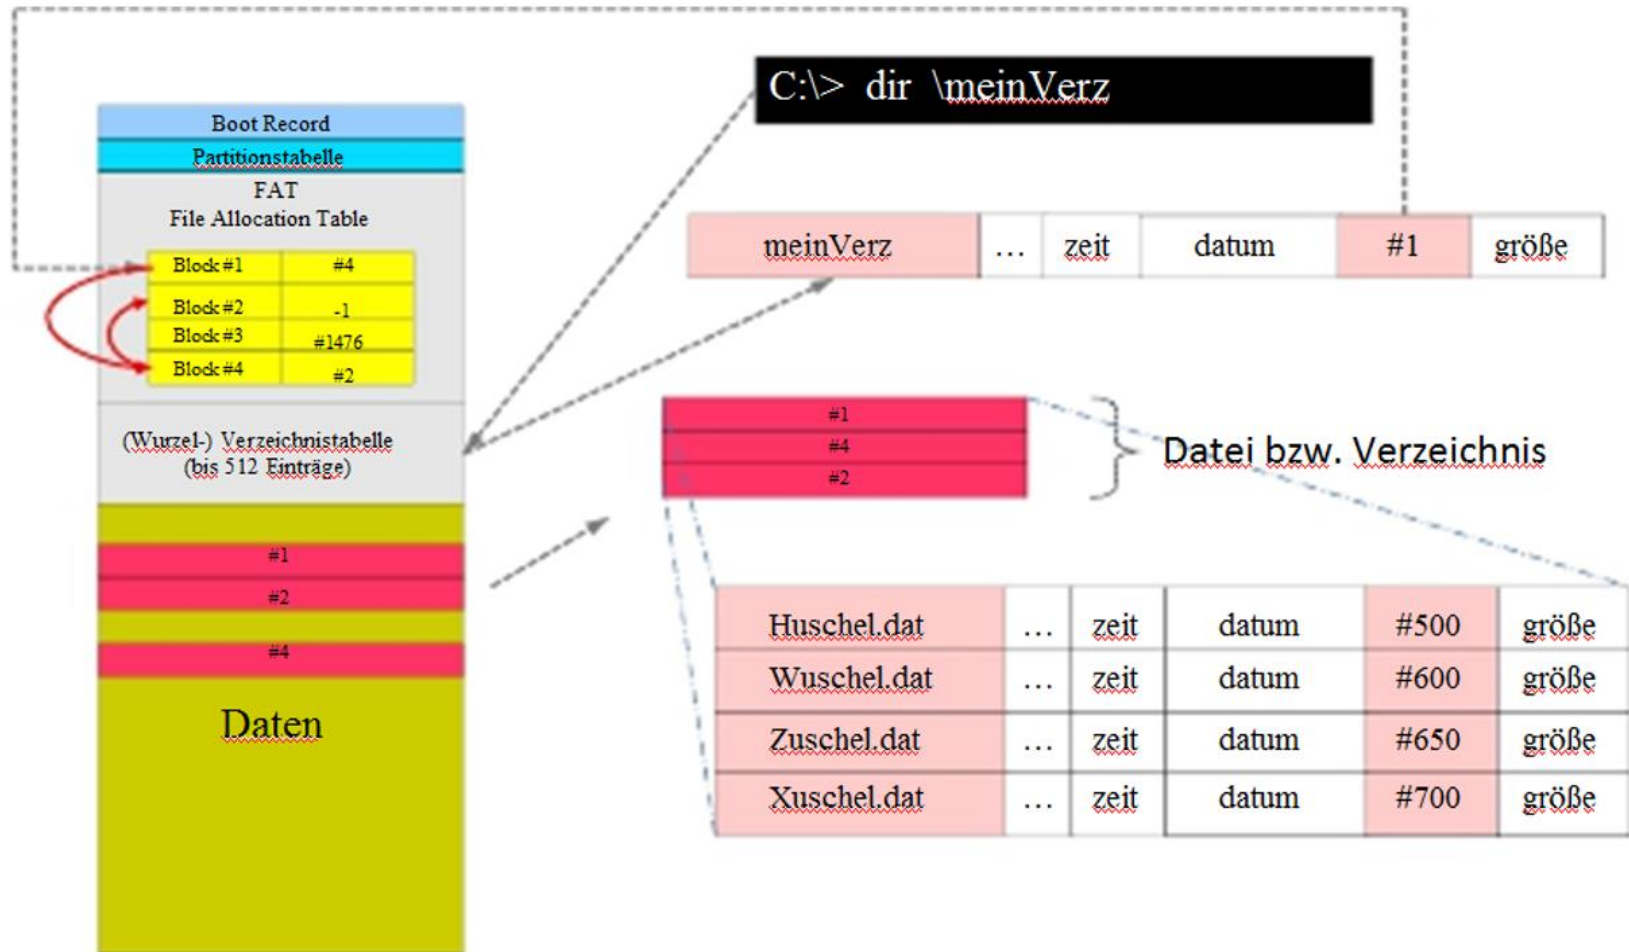 C:\> dir \meinVerz
Boot Record
Partitionstabelle
FAT
File Allocation Table
Block #1 #4
Block #2 -1
Block #3 #1476
Block #4 #2
(Wurzel-) Verzeichnistabelle
(bis 512 Einträge)
#1
#2
#4
Daten
meinVerz … zeit datum #1 größe
#1
#4
#2
Datei bzw. Verzeichnis
Huschel.dat … zeit datum #500 größe
Wuschel.dat … zeit datum #600 größe
Zuschel.dat … zeit datum #650 größe
Xuschel.dat … zeit datum #700 größe